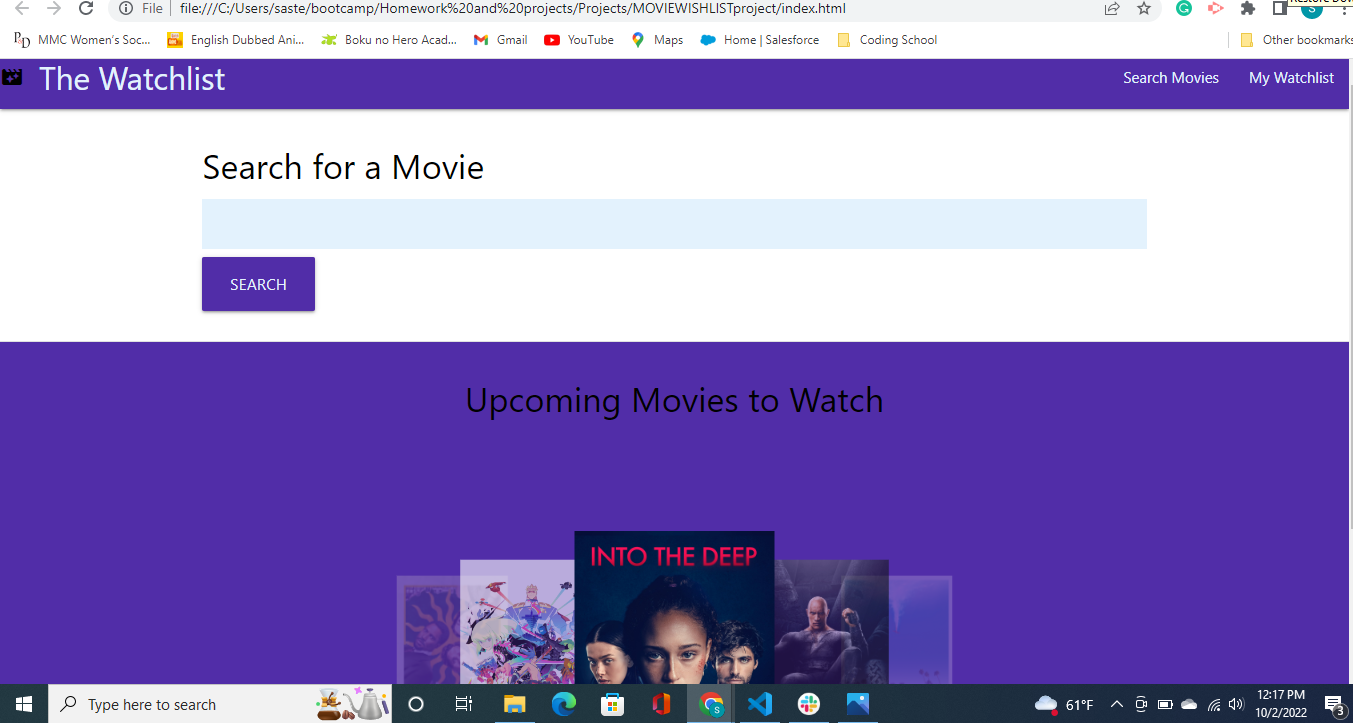 File file:///C:/Users/saste/bootcamp/Homework%20and%20projects/Projects/MOVIEWISHLISTproject/index.html
MMC Women's Soc... English Dubbed Ani... Boku no Hero Acad... Gmail YouTube Maps Home | Salesforce Coding School Other bookmarks
The Watchlist Search Movies My Watchlist
Search for a Movie
SEARCH
Upcoming Movies to Watch
INTO THE DEEP
Type here to search 61°F 12:17 PM
10/2/2022 3